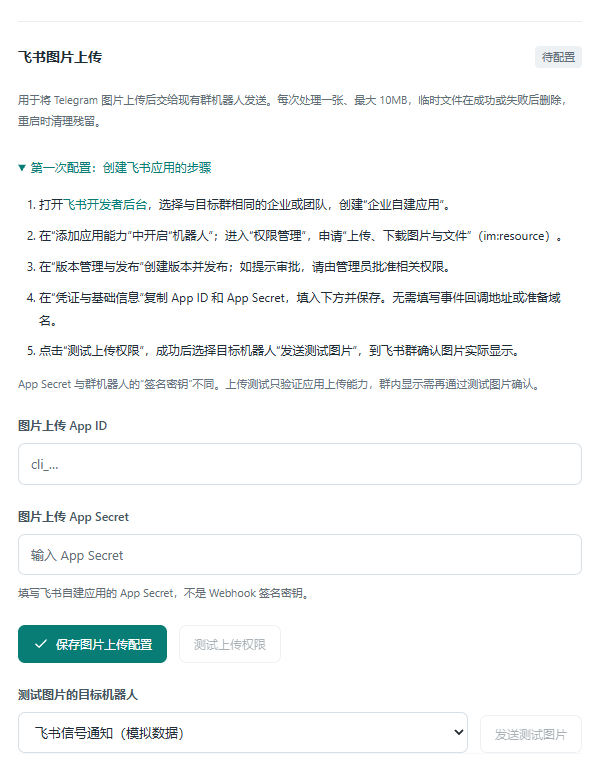 飞书图片上传
待配置
用于将 Telegram 图片上传后交给现有群机器人发送。每次处理一张、最大 10MB，临时文件在成功或失败后删除，
重启时清理残留。
▼ 第一次配置：创建飞书应用的步骤
1. 打开飞书开发者后台，选择与目标群相同的企业或团队，创建“企业自建应用”。
2. 在“添加应用能力”中开启“机器人”；进入“权限管理”，申请“上传、下载图片与文件”（im:resource）。
3. 在“版本管理与发布”创建版本并发布；如提示审批，请由管理员批准相关权限。
4. 在“凭证与基础信息”复制 App ID 和 App Secret，填入下方并保存。无需填写事件回调地址或准备域
名。
5. 点击“测试上传权限”，成功后选择目标机器人“发送测试图片”，到飞书群确认图片实际显示。
App Secret 与群机器人的“签名密钥”不同。上传测试只验证应用上传能力，群内显示需再通过测试图片确认。
图片上传 App ID
cli_...
图片上传 App Secret
输入 App Secret
填写飞书自建应用的 App Secret，不是 Webhook 签名密钥。
保存图片上传配置
测试上传权限
测试图片的目标机器人
飞书信号通知（模拟数据）
发送测试图片